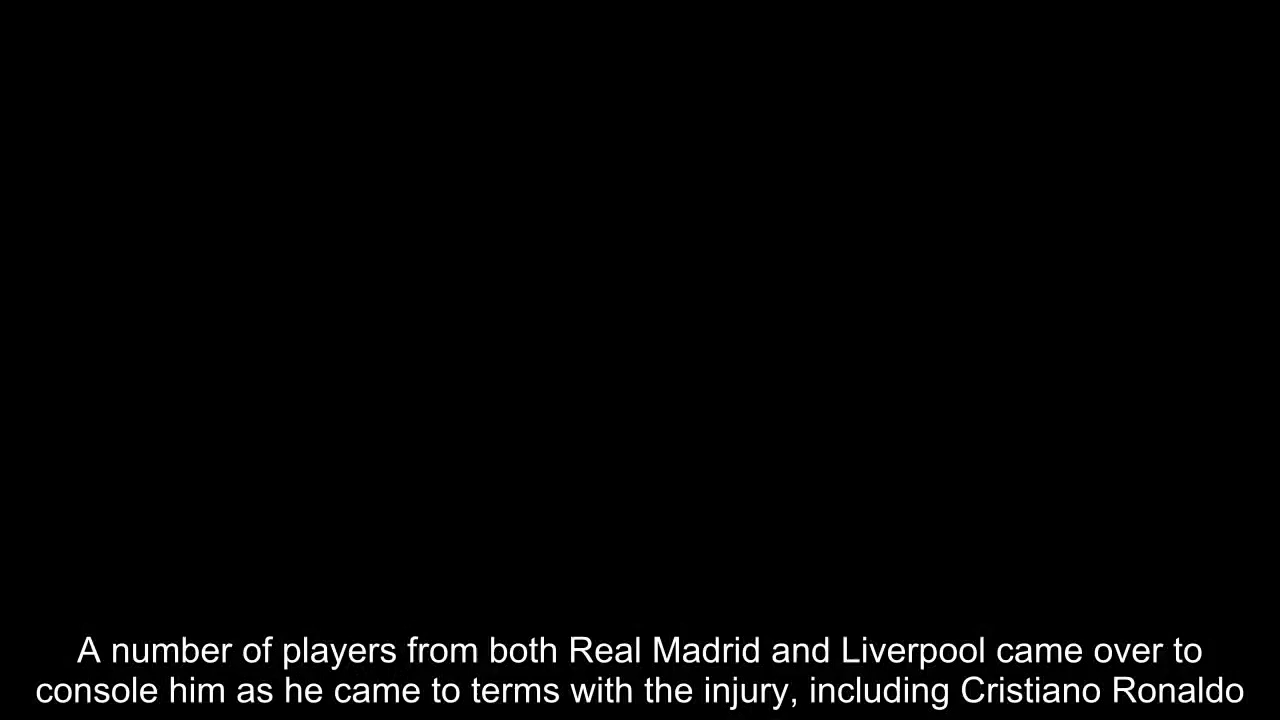 A number of players from both Real Madrid and Liverpool came over to
console him as he came to terms with the injury, including Cristiano Ronaldo